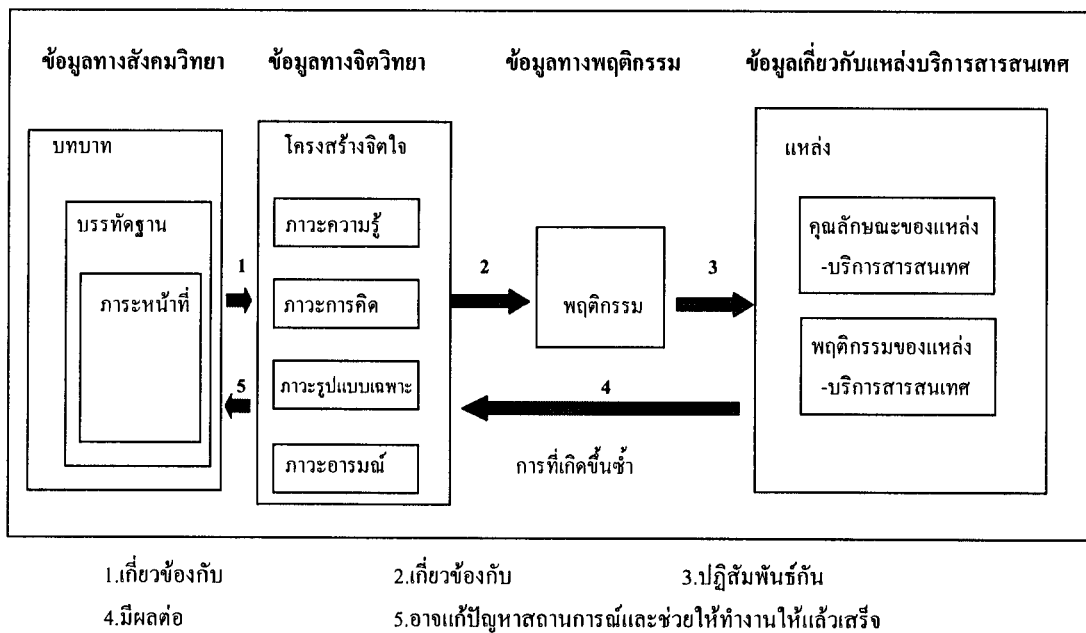 ข้อมูลทางสังคมวิทยา ข้อมูลทางจิตวิทยา ข้อมูลทางพฤติกรรม ข้อมูลเกี่ยวกับแหล่งบริการสารสนเทศ
บทบาท
บรรทัดฐาน
ภาระหน้าที่
1
5
โครงสร้างจิตใจ
ภาวะความรู้
ภาวะการคิด
ภาวะรูปแบบเฉพาะ
ภาวะอารมณ์
2
พฤติกรรม
3
4
การที่เกิดขึ้นซ้ำ
แหล่ง
คุณลักษณะของแหล่ง
-บริการสารสนเทศ
พฤติกรรมของแหล่ง
-บริการสารสนเทศ
1.เกี่ยวข้องกับ 2.เกี่ยวข้องกับ 3.ปฏิสัมพันธ์กัน
4.มีผลต่อ 5.อาจแก้ปัญหาสถานการณ์และช่วยให้ทำงานให้แล้วเสร็จ